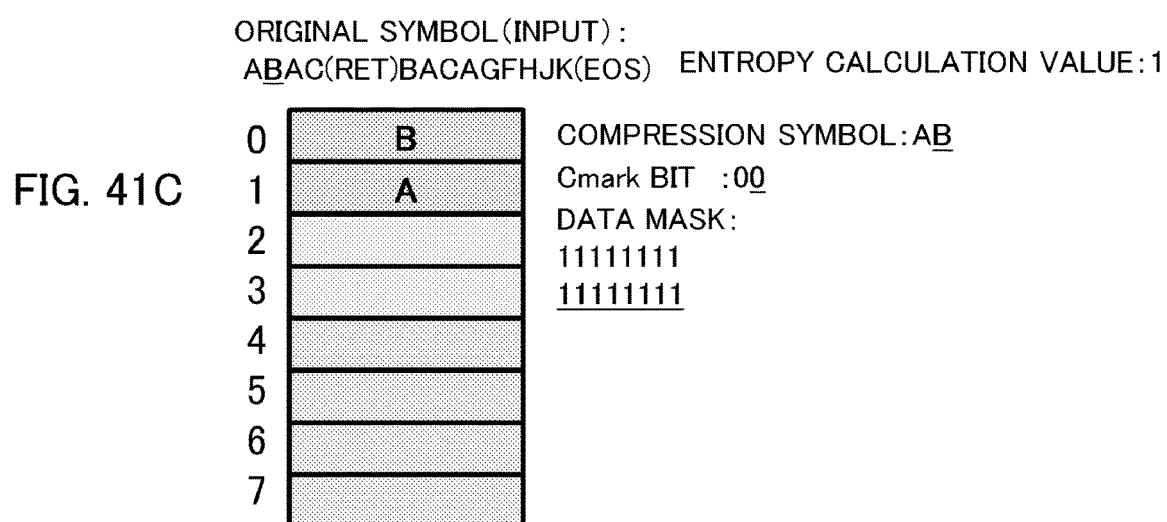 ORIGINAL SYMBOL(INPUT):
ABAC(RET)BACAGFHJK(EOS) ENTROPY CALCULATION VALUE:1
FIG. 41C
0 B
1 A
2
3
4
5
6
7
COMPRESSION SYMBOL:AB
Cmark BIT :00
DATA MASK:
11111111
11111111